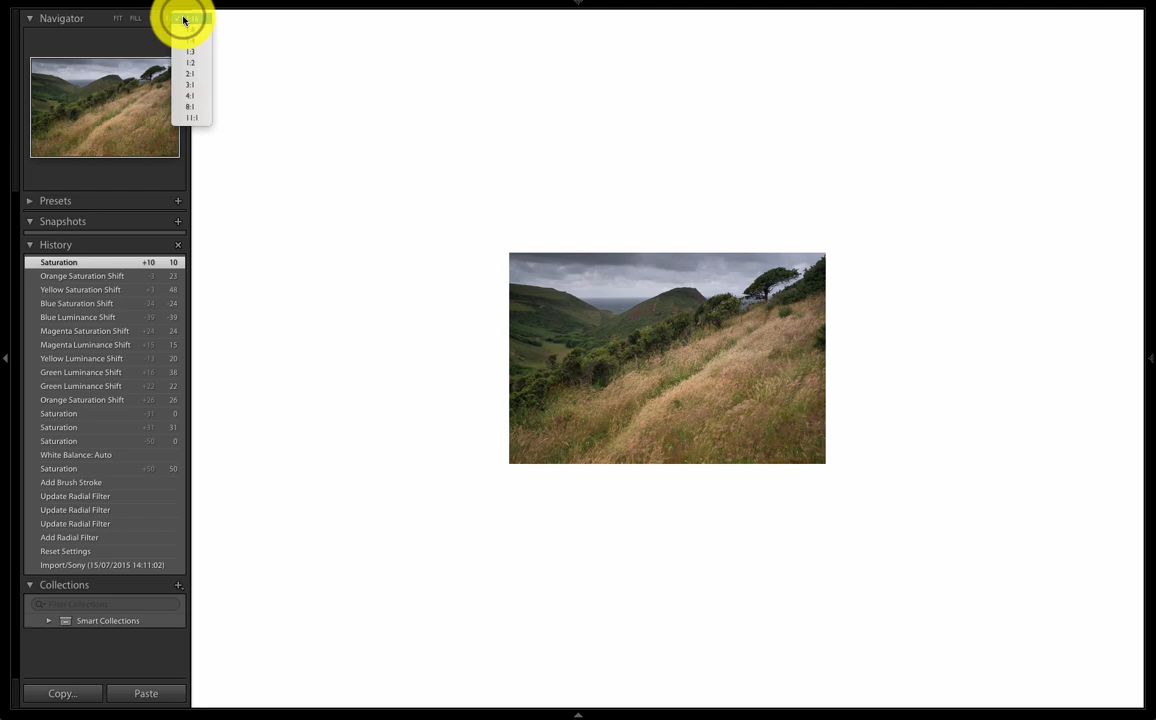 Navigator FIT FILL
1:3
1:2
2:1
3:1
4:1
8:1
11:1
Presets
Snapshots
History
Saturation +10 10
Orange Saturation Shift -3 23
Yellow Saturation Shift +3 48
Blue Saturation Shift -24 -24
Blue Luminance Shift -39 -39
Magenta Saturation Shift +24 24
Magenta Luminance Shift +15 15
Yellow Luminance Shift -13 20
Green Luminance Shift +16 38
Green Luminance Shift +22 22
Orange Saturation Shift +26 26
Saturation -31 0
Saturation +31 31
Saturation -50 0
White Balance: Auto
Saturation +50 50
Add Brush Stroke
Update Radial Filter
Update Radial Filter
Update Radial Filter
Add Radial Filter
Reset Settings
Import/Sony (15/07/2015 14:11:02)
Collections
Filter Collections
Smart Collections
Copy... Paste